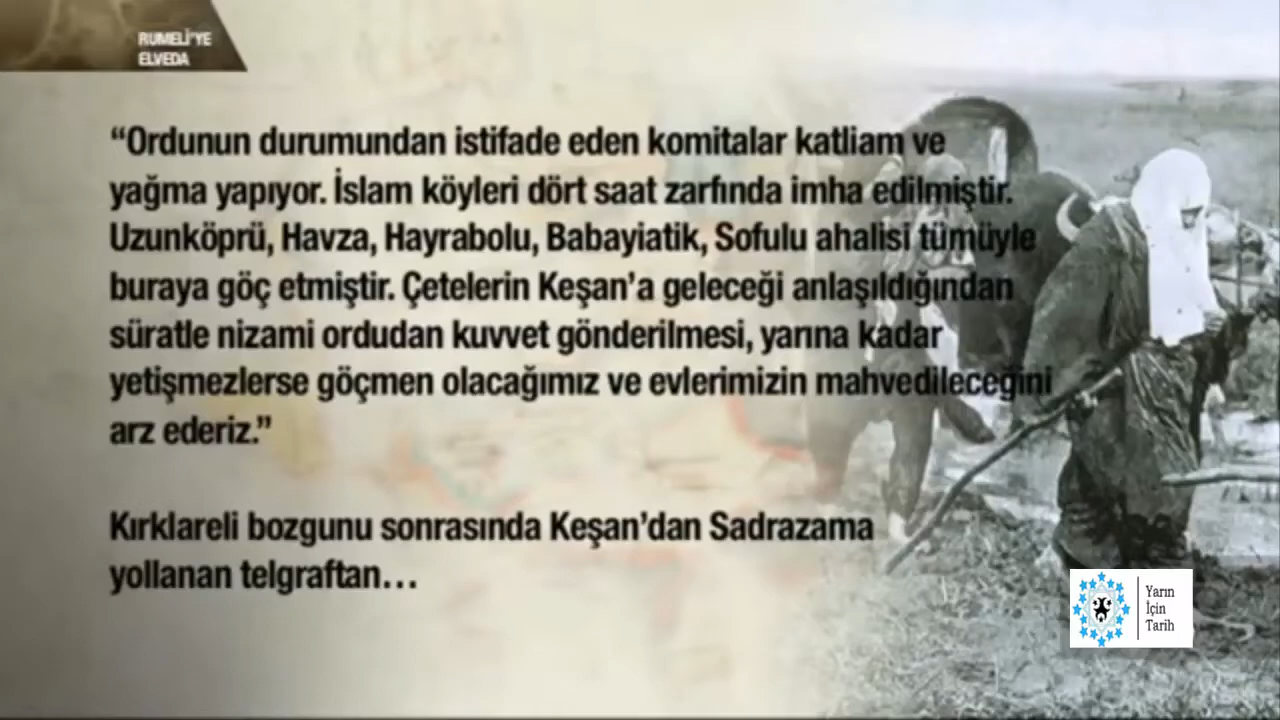 RUMELİ'YE
ELVEDA
“Ordunun durumundan istifade eden komitalar katliam ve
yağma yapıyor. İslam köyleri dört saat zarfında imha edilmiştir.
Uzunköprü, Havza, Hayrabolu, Babayiatik, Sofulu ahalisi tümüyle
buraya göç etmiştir. Çetelerin Keşan’a geleceği anlaşıldığından
süratle nizami ordudan kuvvet gönderilmesi, yarına kadar
yetişmezlerse göçmen olacağımız ve evlerimizin mahvedileceğini
arz ederiz.”
Kırklareli bozgunu sonrasında Keşan’dan Sadrazama
yollanan telgraftan…
Yarın
İçin
Tarih